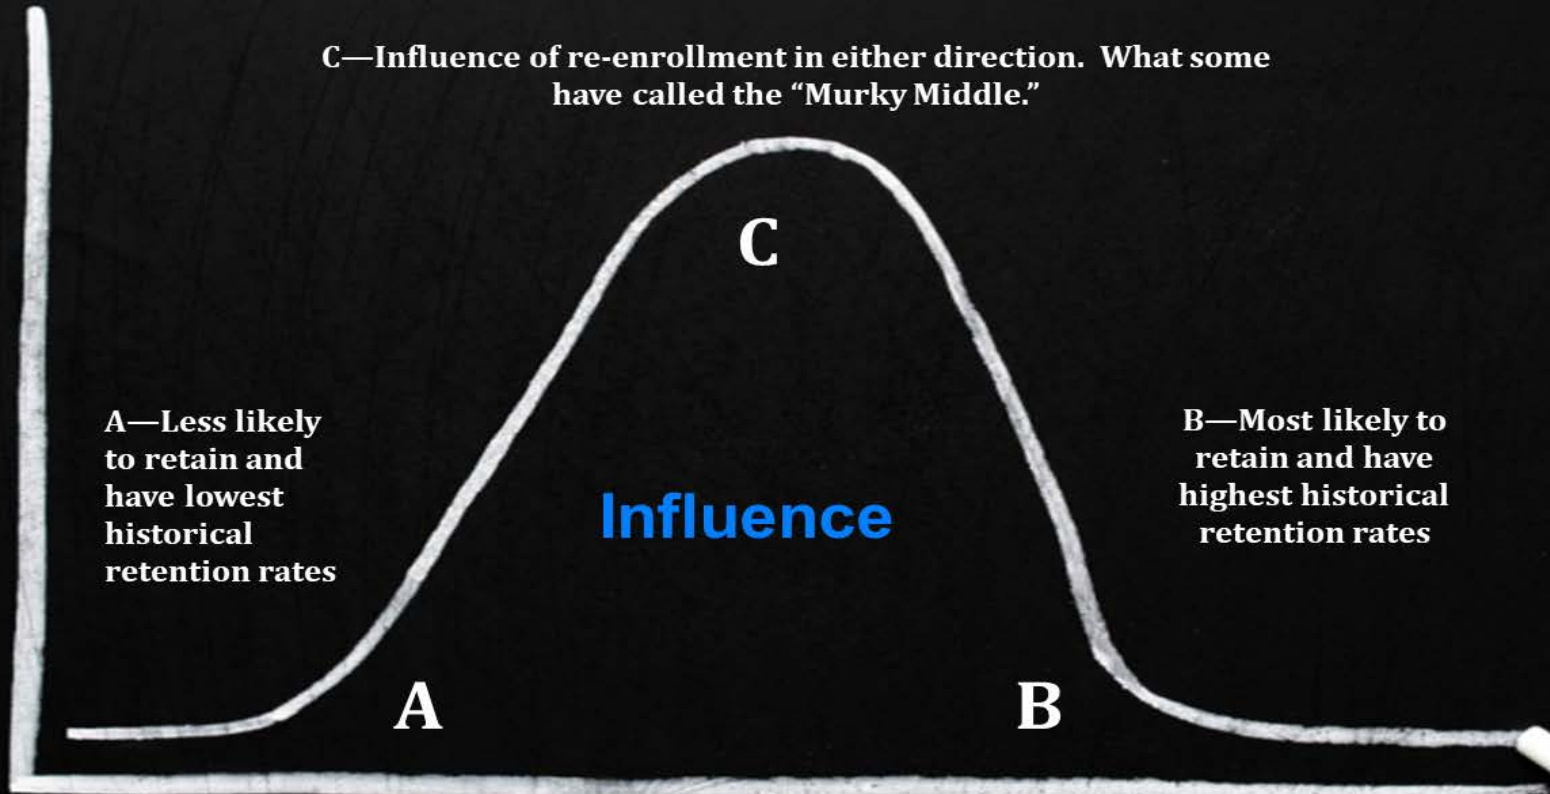 C—Influence of re-enrollment in either direction.  What some
have called the “Murky Middle.”
C
A—Less likely
to retain and
have lowest
historical
retention rates
B—Most likely to
retain and have
highest historical
retention rates
Influence
A
B